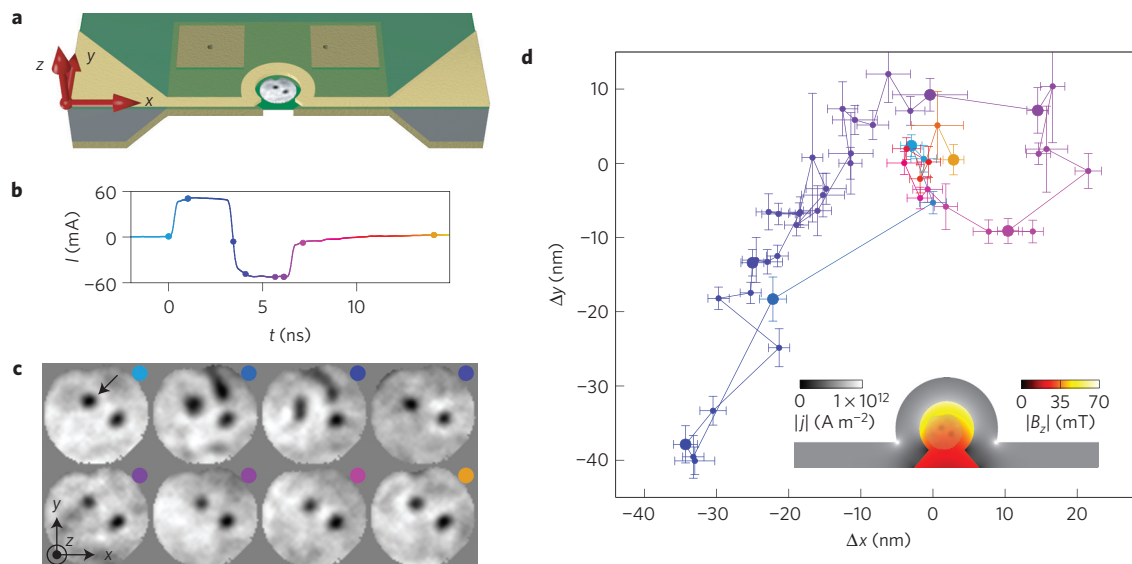 a
z
y
x
b
60
0
−60
I (mA)
0
5
10
t (ns)
c
y
z
x
d
10
0
−10
−20
−30
−40
Δy (nm)
−40
−30
−20
−10
0
10
20
Δx (nm)
0
1 × 10¹²
|j| (A m⁻²)
0
35
70
|Bz| (mT)